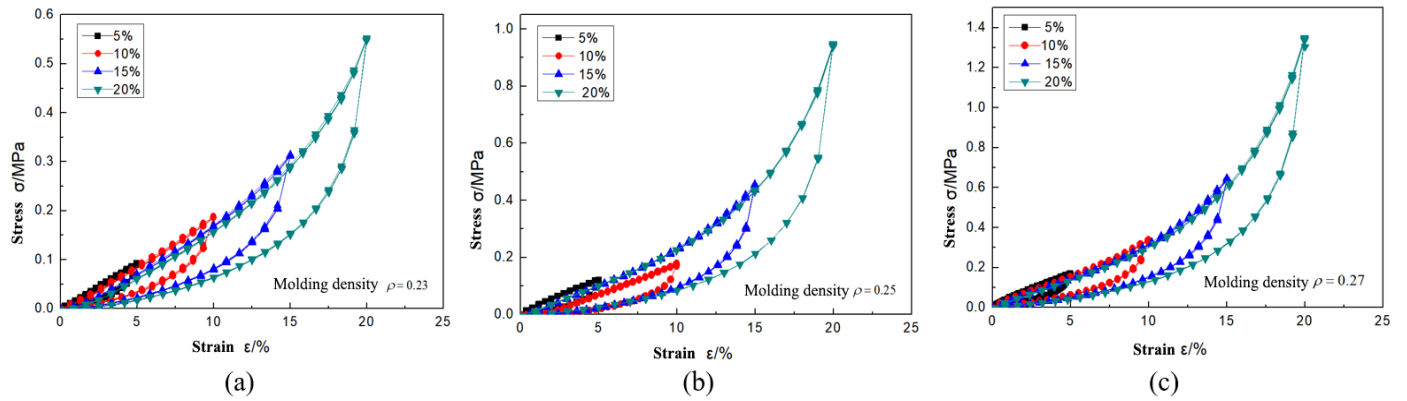 0.6
0.5
0.4
0.3
0.2
0.1
0.0
Stress σ/MPa
5%
10%
15%
20%
Molding density ρ = 0.23
0 5 10 15 20 25
Strain ε/%
(a)
1.0
0.8
0.6
0.4
0.2
0.0
Stress σ/MPa
5%
10%
15%
20%
Molding density ρ = 0.25
0 5 10 15 20 25
Strain ε/%
(b)
1.4
1.2
1.0
0.8
0.6
0.4
0.2
0.0
Stress σ/MPa
5%
10%
15%
20%
Molding density ρ = 0.27
0 5 10 15 20 25
Strain ε/%
(c)